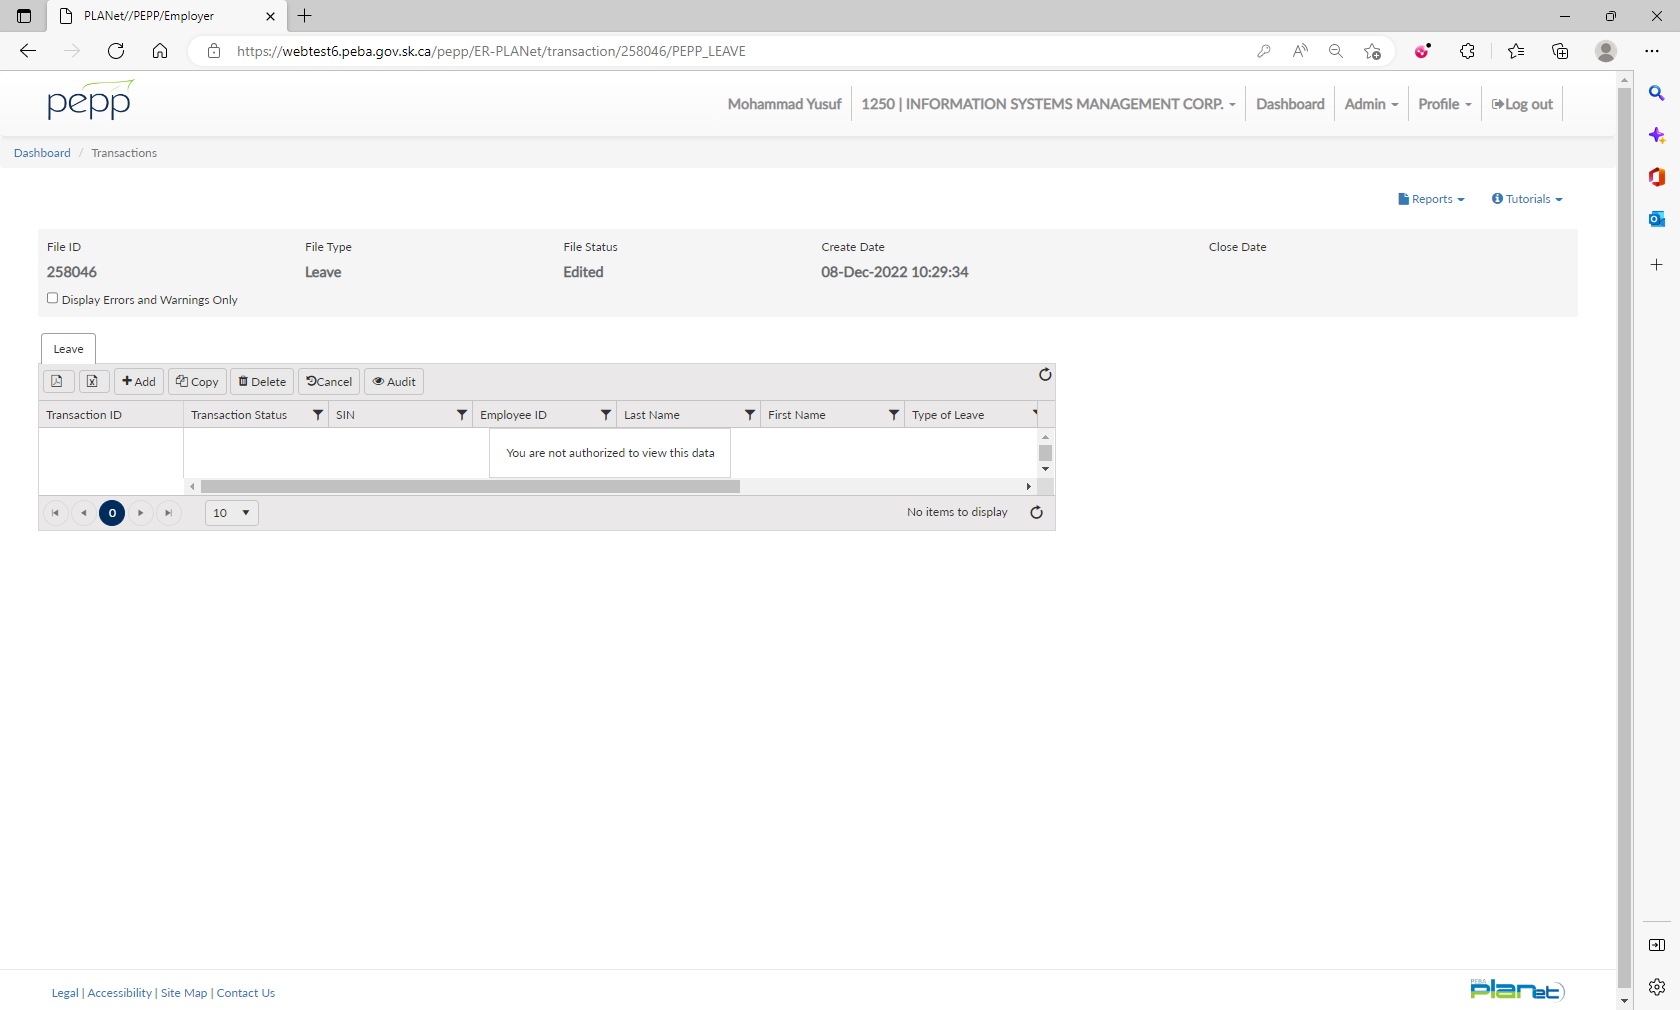 PLANet//PEPP/Employer
https://webtest6.peba.gov.sk.ca/pepp/ER-PLANet/transaction/258046/PEPP_LEAVE
pepp
Mohammad Yusuf
1250 | INFORMATION SYSTEMS MANAGEMENT CORP.
Dashboard
Admin
Profile
Log out
Dashboard / Transactions
Reports
Tutorials
File ID
File Type
File Status
Create Date
Close Date
258046
Leave
Edited
08-Dec-2022 10:29:34
Display Errors and Warnings Only
Leave
Add
Copy
Delete
Cancel
Audit
Transaction ID
Transaction Status
SIN
Employee ID
Last Name
First Name
Type of Leave
You are not authorized to view this data
0
10
No items to display
Legal | Accessibility | Site Map | Contact Us
PEBA
planet